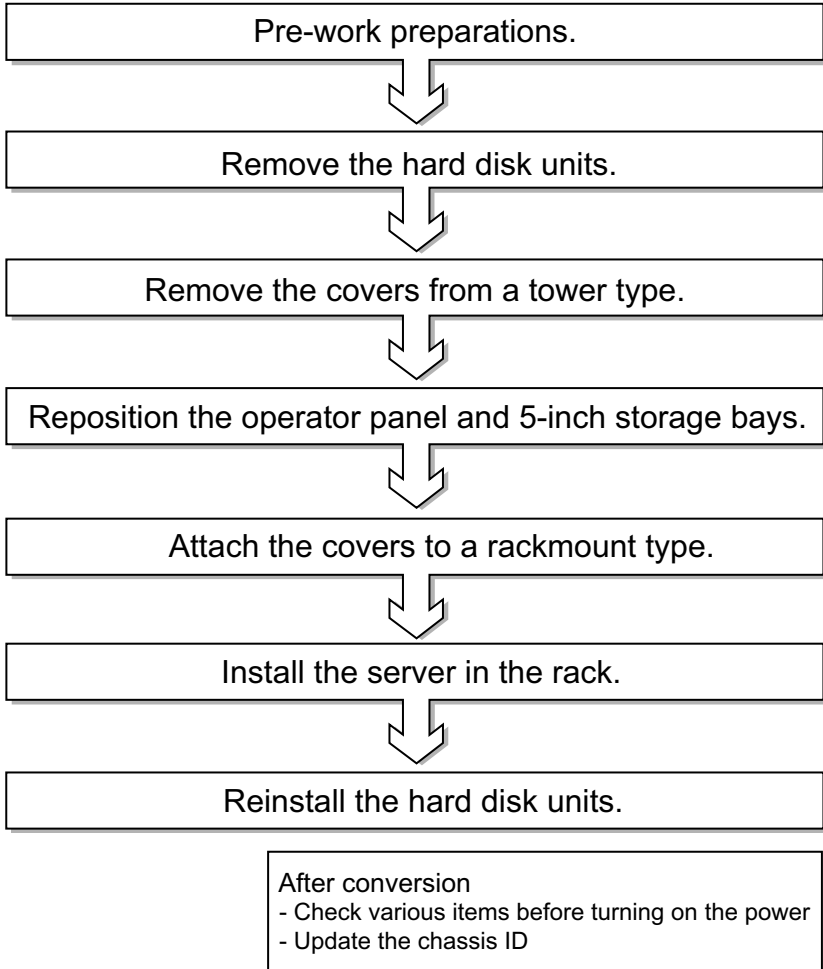 Pre-work preparations.
Remove the hard disk units.
Remove the covers from a tower type.
Reposition the operator panel and 5-inch storage bays.
Attach the covers to a rackmount type.
Install the server in the rack.
Reinstall the hard disk units.
After conversion
- Check various items before turning on the power
- Update the chassis ID